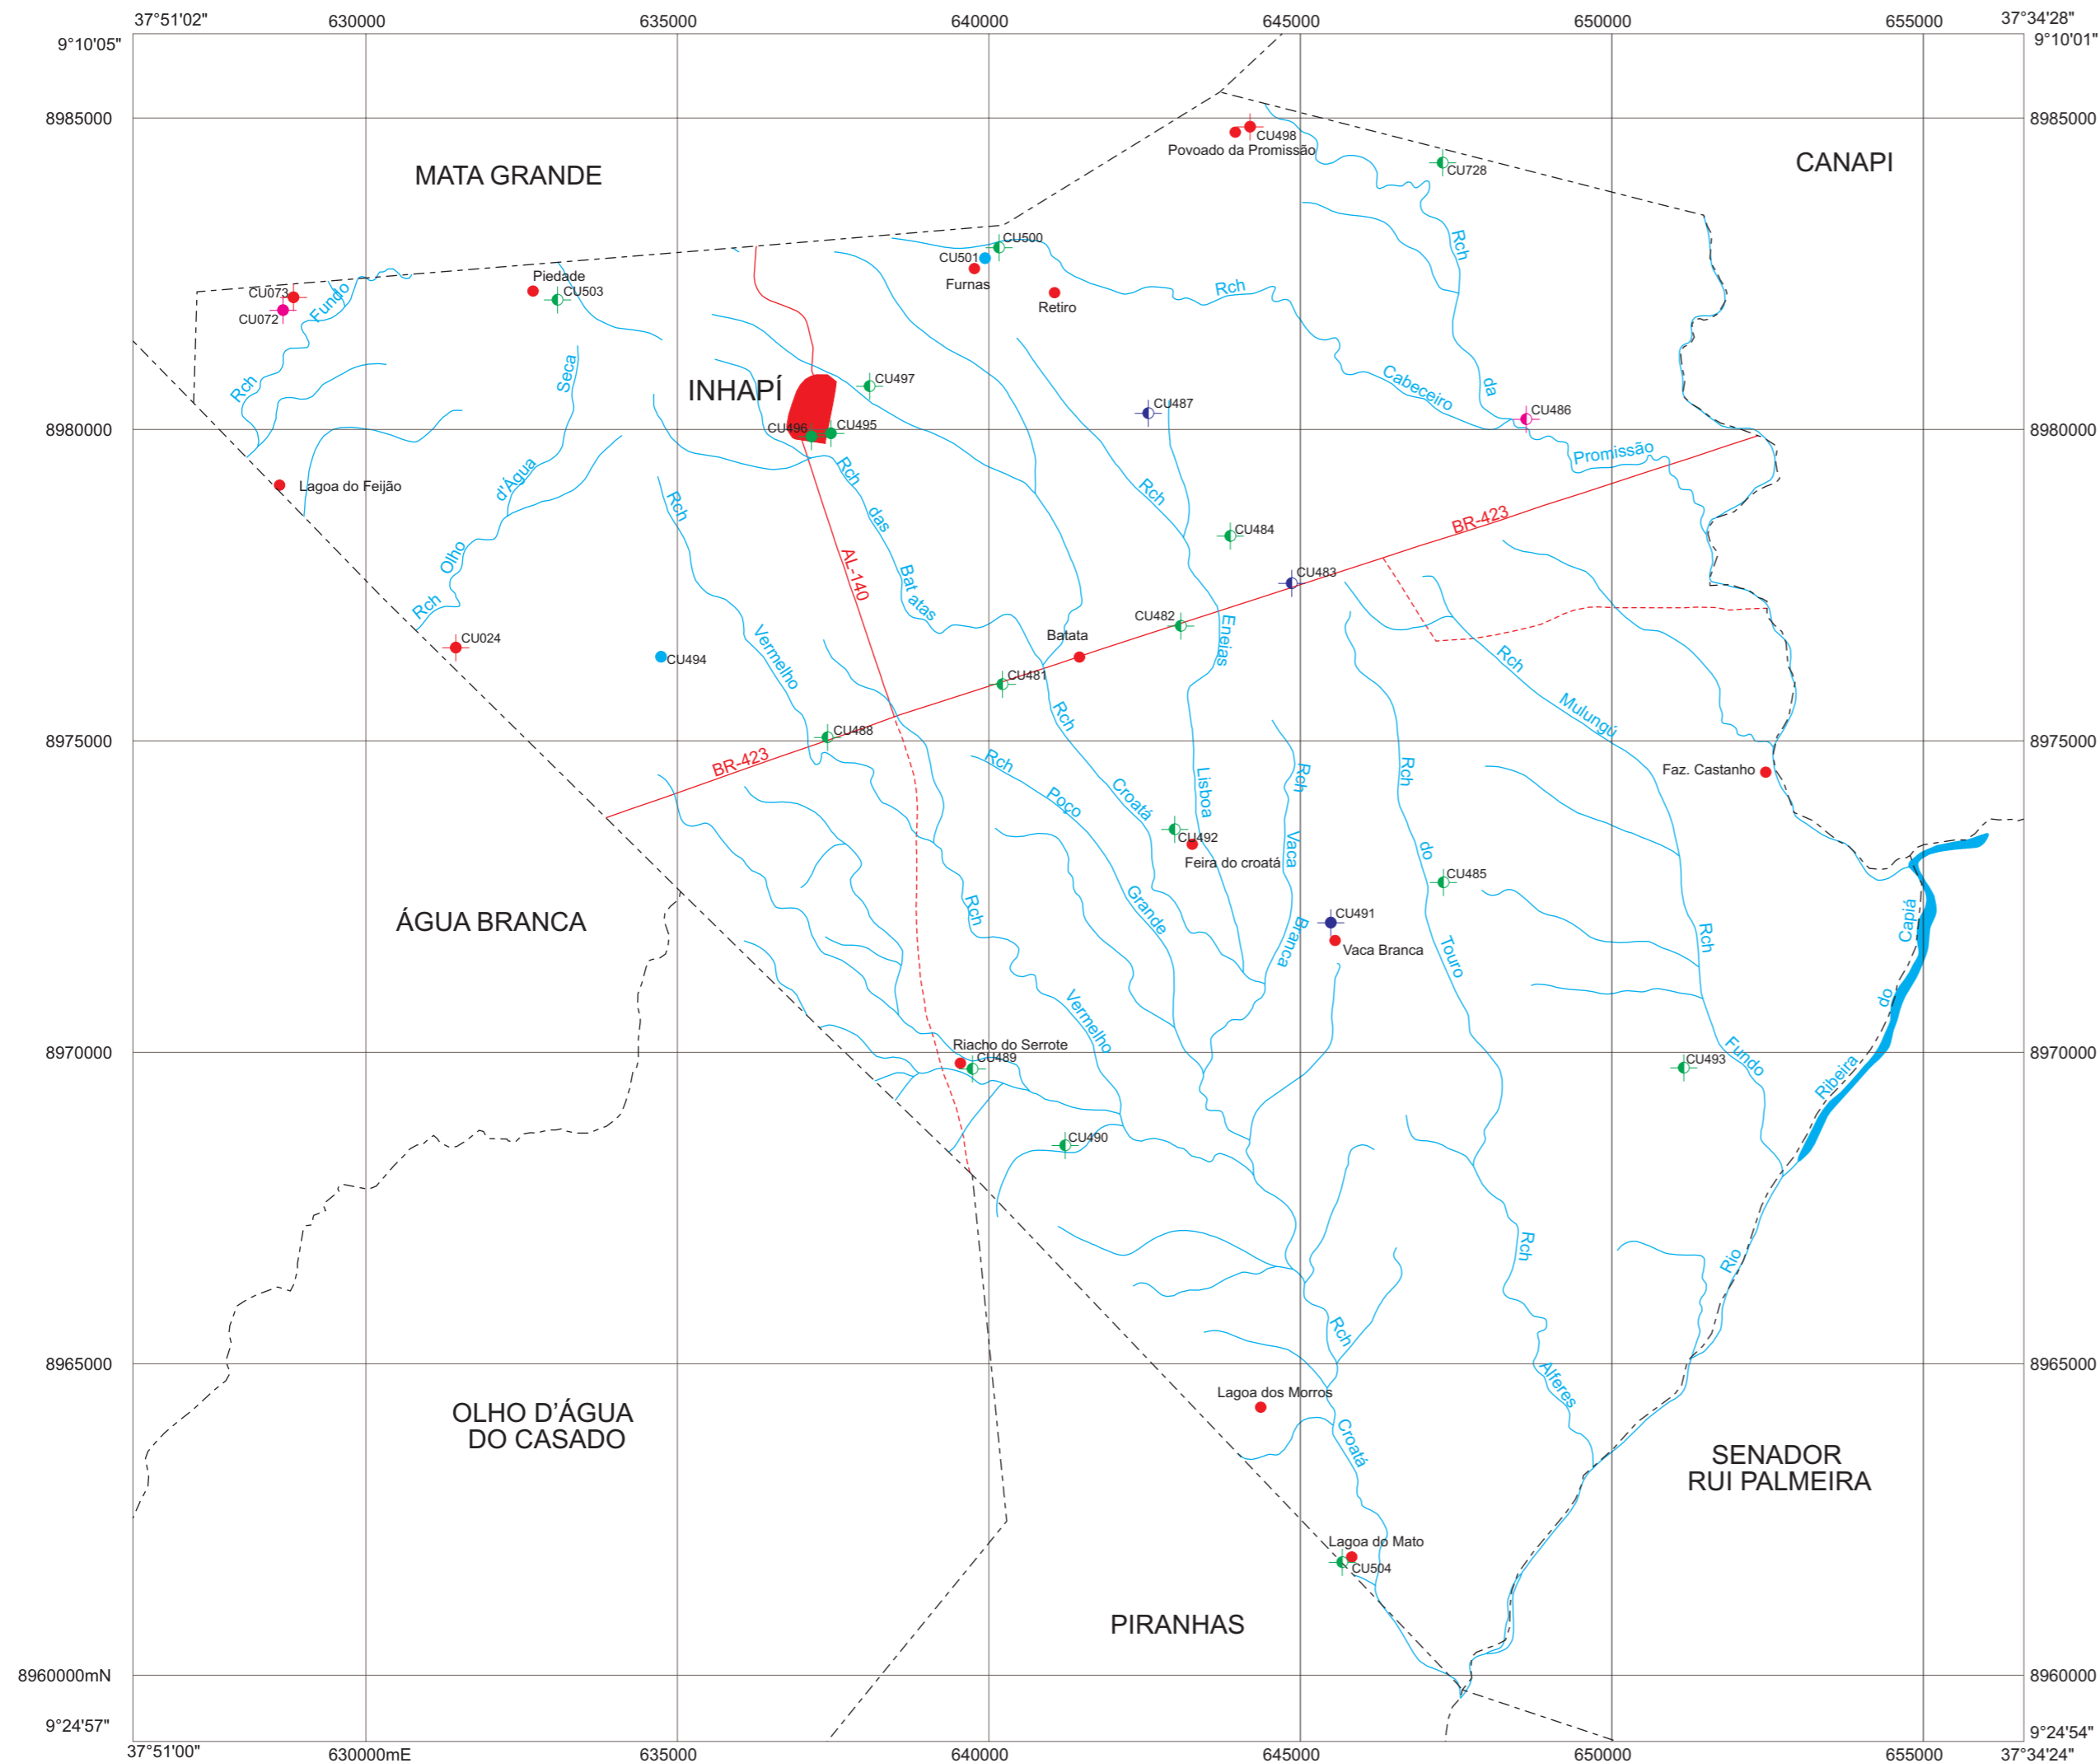 37°51'02"
630000
635000
640000
645000
650000
655000
37°34'28"
9°10'05"
9°10'01"
8985000
8985000
CU498
Povoado da Promissão
CU728
CANAPI
MATA GRANDE
CU500
CU501
Furnas
Rch
Retiro
Rch
Piedade
CU503
CU073
CU072
Fundo
Rch
Seca
INHAPÍ
CU497
CU487
Cabeceiro
da
CU486
8980000
8980000
CU496
CU495
Promissão
Lagoa do Feijão
d'Água
Rch
Rch
das
Rch
BR-423
CU484
Olho
AL-140
Bat atas
CU483
Rch
CU482
Eneias
CU024
Vermelho
Batata
CU494
Rch
CU481
Mulungú
Rch
CU488
8975000
8975000
BR-423
Rch
Poço
Croatá
Lisboa
Rch
Rch
Faz. Castanho
CU492
Feira do croatá
Vaca
do
CU485
Grande
Rch
CU491
Vaca Branca
Branca
Touro
Rch
Capiá
ÁGUA BRANCA
do
Vermelho
Riacho do Serrote
CU489
8970000
8970000
CU493
Fundo
Ribeira
CU490
Rch
Rio
Rch
8965000
8965000
Alferes
Lagoa dos Morros
Croatá
OLHO D’ÁGUA
DO CASADO
SENADOR
RUI PALMEIRA
Lagoa do Mato
CU504
PIRANHAS
8960000mN
8960000
9°24'57"
9°24'54"
37°51'00"
630000mE
635000
640000
645000
650000
655000
37°34'24"